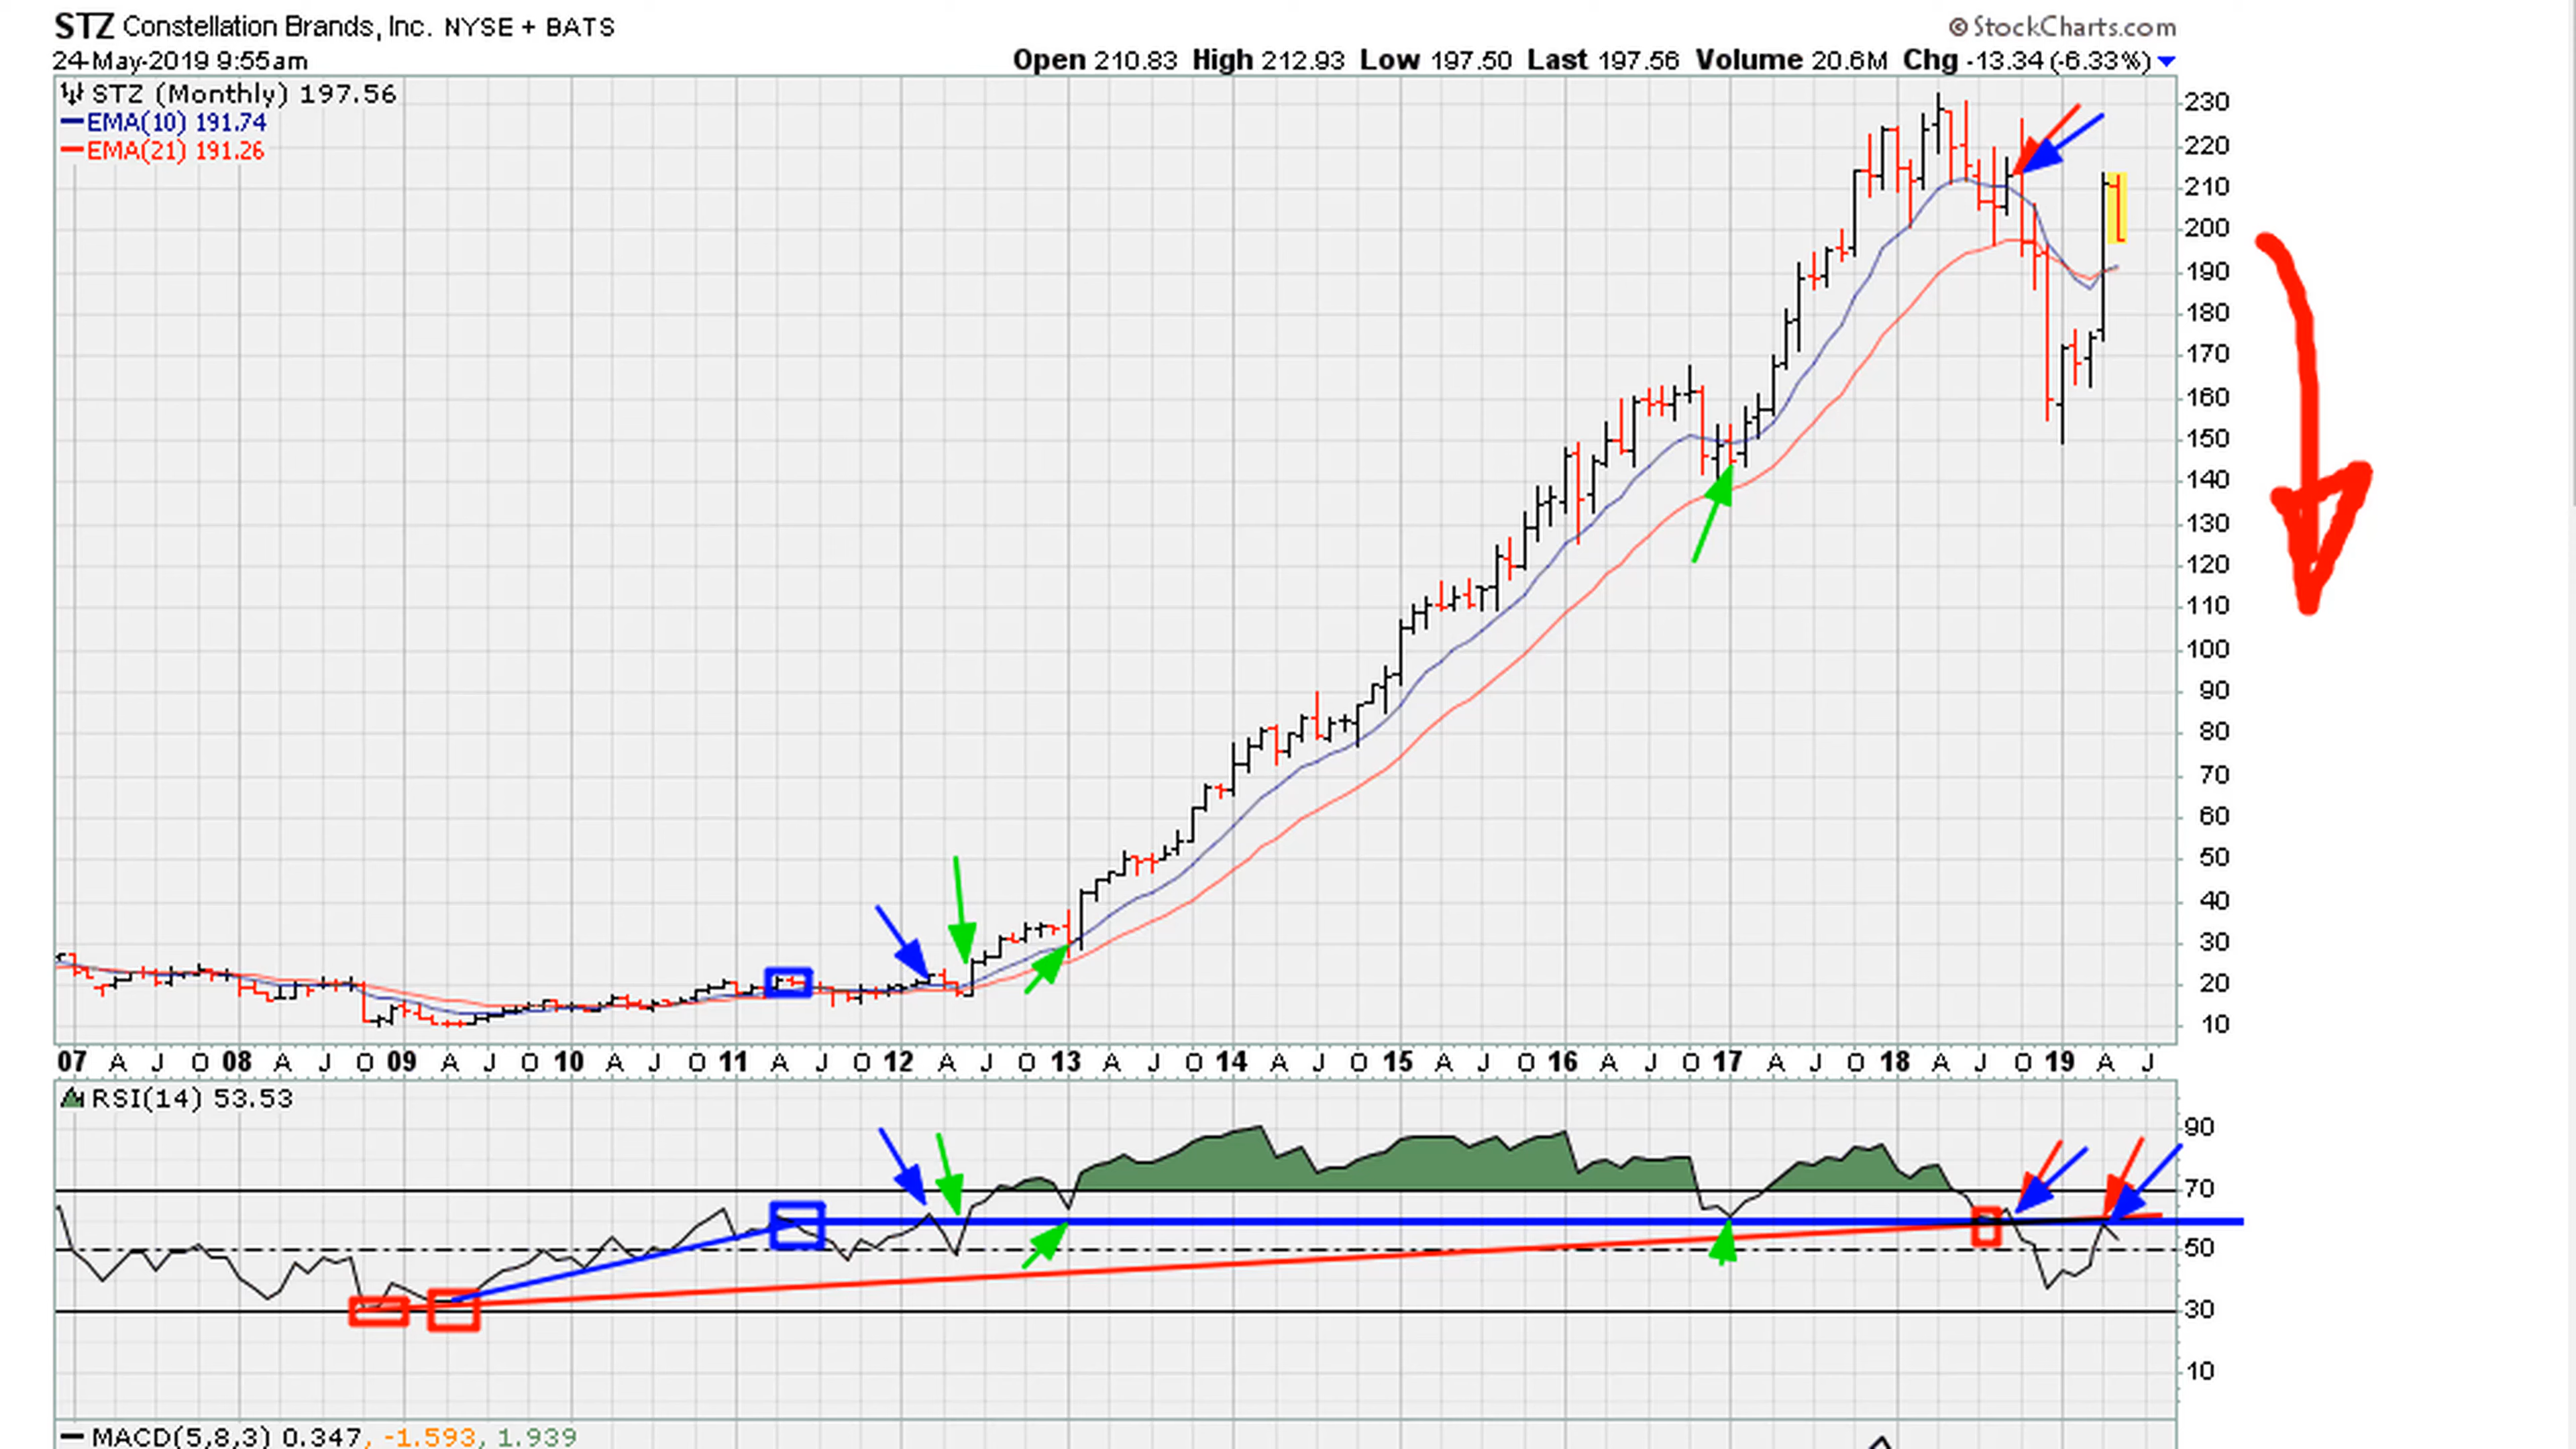 STZ Constellation Brands, Inc. NYSE + BATS
© StockCharts.com
24-May-2019 9:55am
Open 210.83 High 212.93 Low 197.50 Last 197.56 Volume 20.6M Chg -13.34 (-6.33%)
STZ (Monthly) 197.56
EMA(10) 191.74
EMA(21) 191.26
230
220
210
200
190
180
170
160
150
140
130
120
110
100
90
80
70
60
50
40
30
20
10
07 A J O 08 A J O 09 A J O 10 A J O 11 A J O 12 A J O 13 A J O 14 A J O 15 A J O 16 A J O 17 A J O 18 A J O 19 A J
RSI(14) 53.53
90
70
50
30
10
MACD(5,8,3) 0.347, -1.593, 1.939